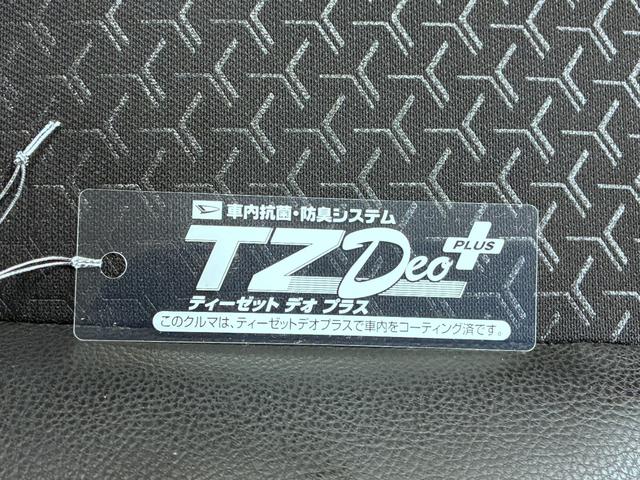 車内抗菌・防臭システム
TZDeo PLUS
ティーゼット デオ プラス
このクルマは、ティーゼットデオプラスで車内をコーティング済です。